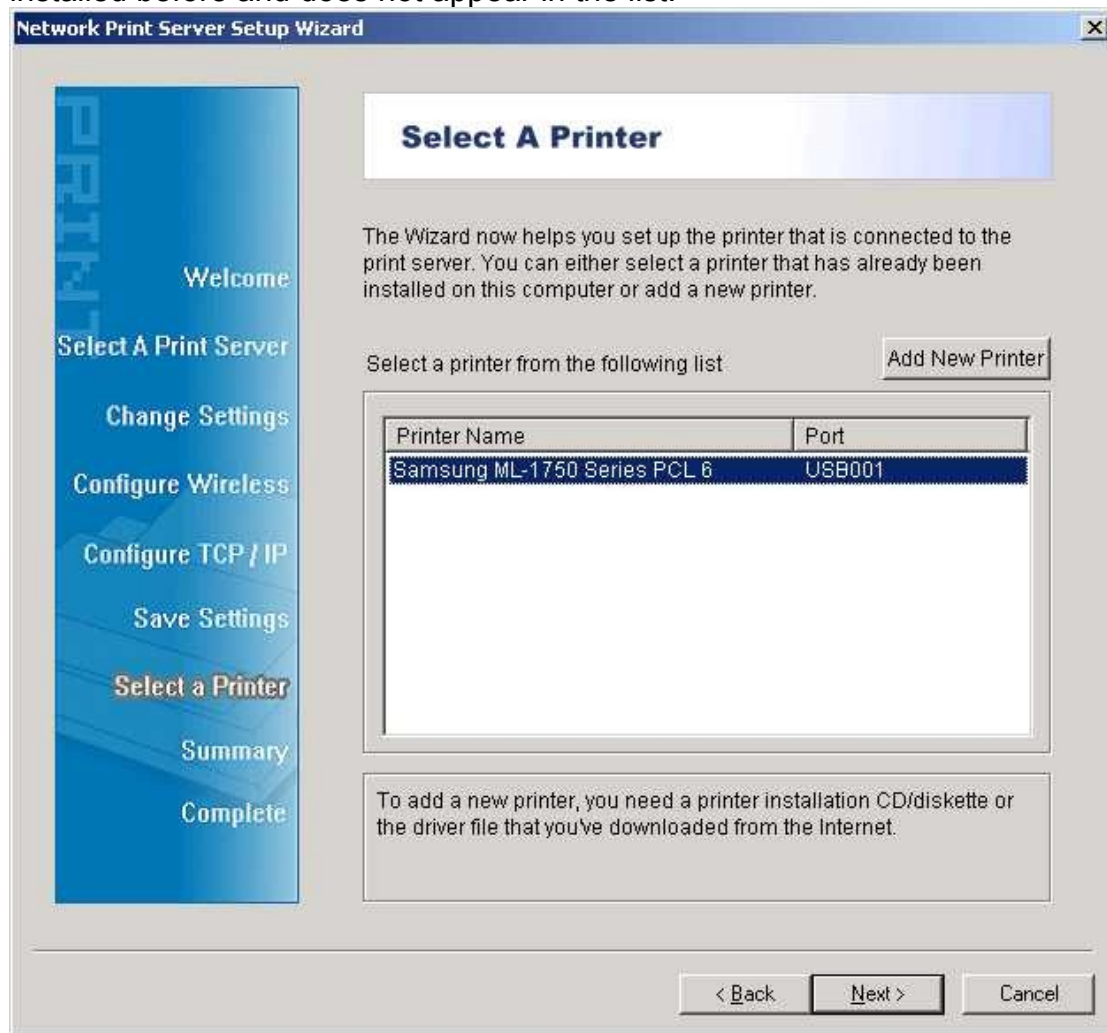 installed before and does not appear in the list.
Network Print Server Setup Wizard
PRINT
Welcome
Select A Print Server
Change Settings
Configure Wireless
Configure TCP / IP
Save Settings
Select a Printer
Summary
Complete
Select A Printer
The Wizard now helps you set up the printer that is connected to the
print server. You can either select a printer that has already been
installed on this computer or add a new printer.
Select a printer from the following list
Add New Printer
Printer Name Port
Samsung ML-1750 Series PCL 6 USB001
To add a new printer, you need a printer installation CD/diskette or
the driver file that you've downloaded from the Internet.
< Back Next > Cancel